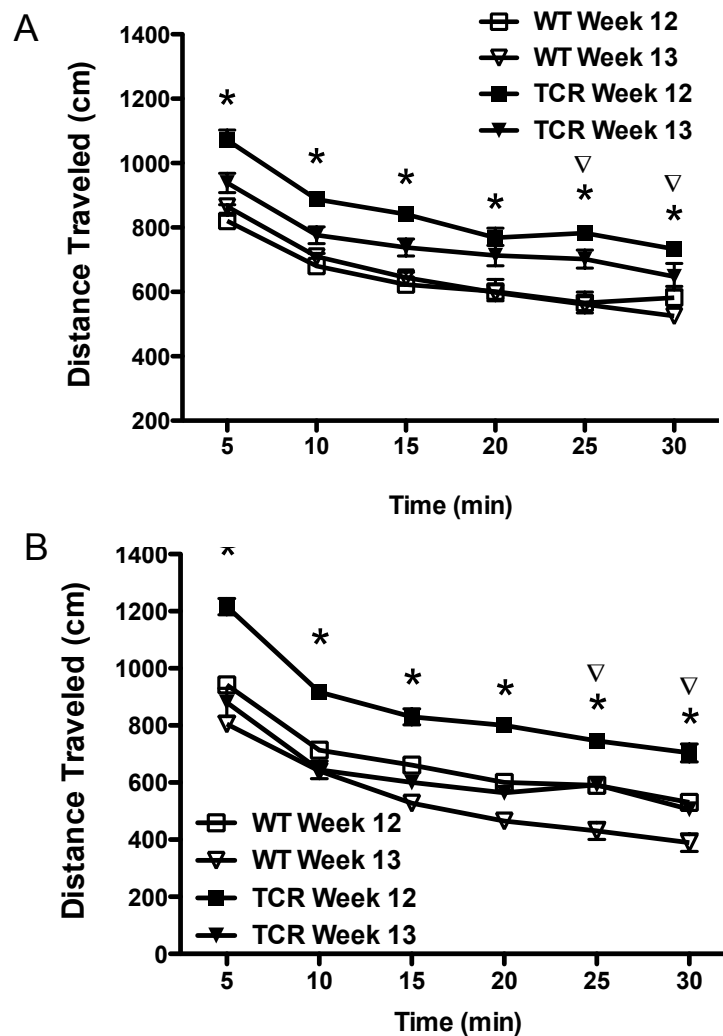 A
WT Week 12
WT Week 13
TCR Week 12
TCR Week 13
Distance Traveled (cm)
1400
1200
1000
800
600
400
200
* * * * * *
5 10 15 20 25 30
Time (min)
B
Distance Traveled (cm)
1400
1200
1000
800
600
400
200
0
* * * * * *
WT Week 12
WT Week 13
TCR Week 12
TCR Week 13
5 10 15 20 25 30
Time (min)